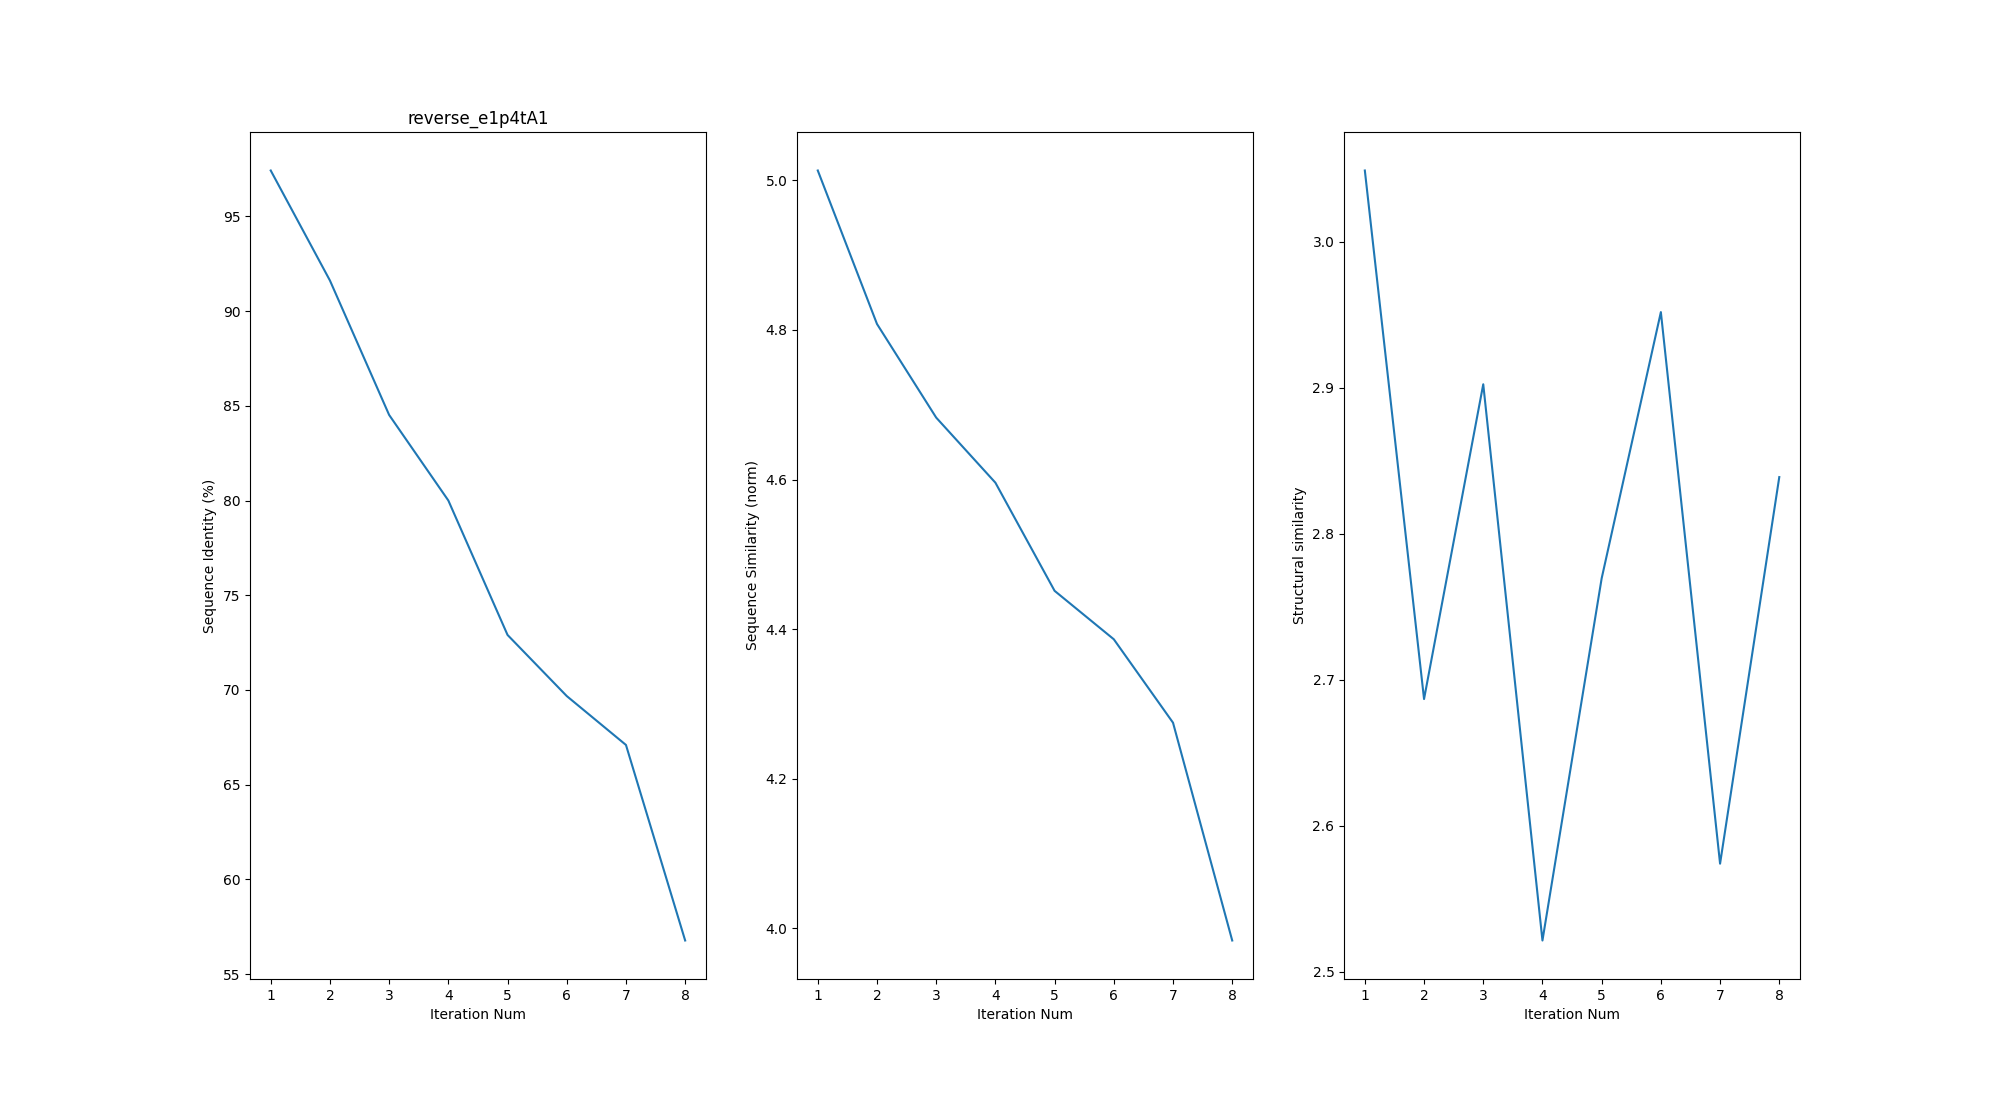 reverse_e1p4tA1
Sequence Identity (%)
95
90
85
80
75
70
65
60
55
1 2 3 4 5 6 7 8
Iteration Num
Sequence Similarity (norm)
5.0
4.8
4.6
4.4
4.2
4.0
1 2 3 4 5 6 7 8
Iteration Num
Structural similarity
3.0
2.9
2.8
2.7
2.6
2.5
1 2 3 4 5 6 7 8
Iteration Num